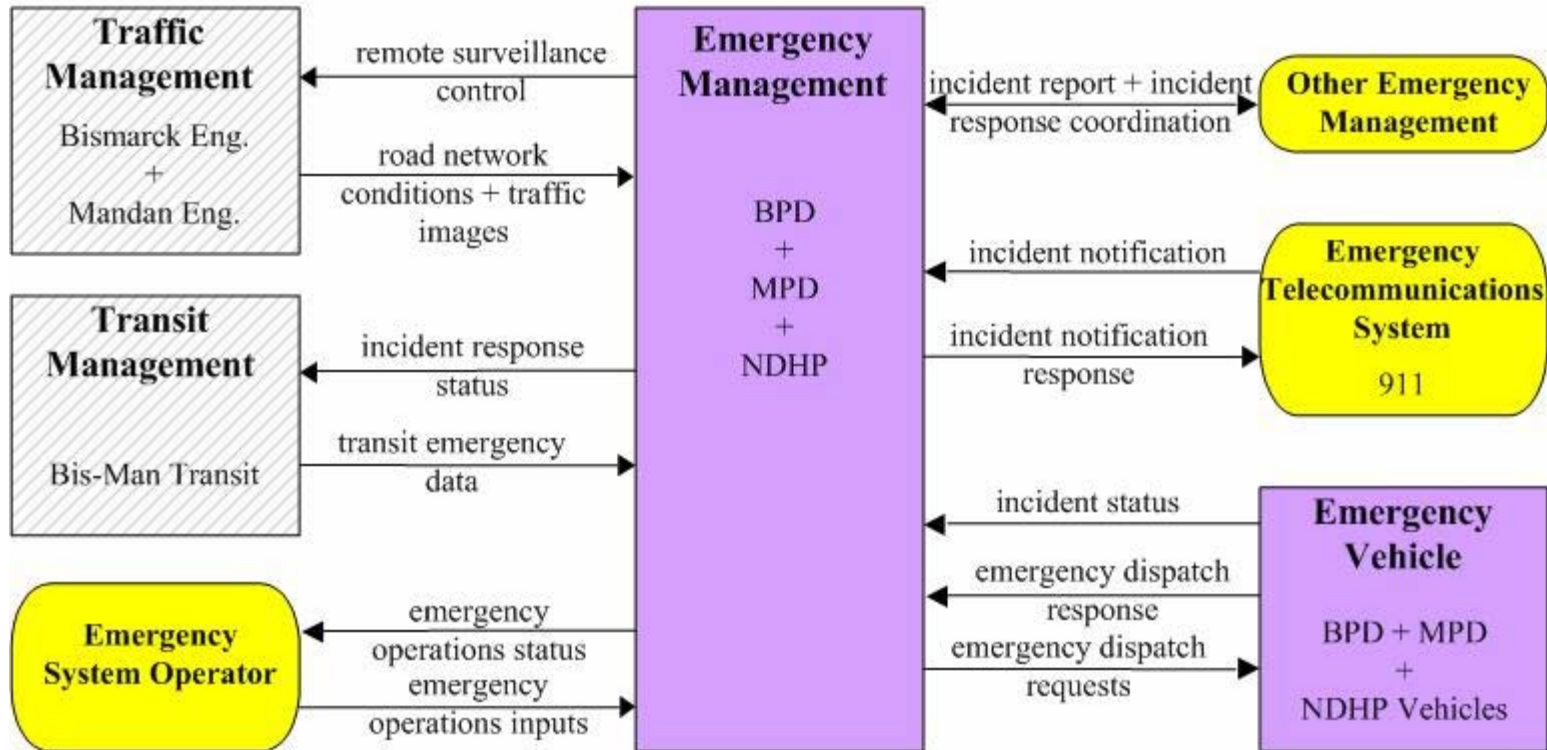 Traffic
Management
Bismarck Eng.
+
Mandan Eng.
remote surveillance
control
road network
conditions + traffic
images
Transit
Management
Bis-Man Transit
incident response
status
transit emergency
data
Emergency
System Operator
emergency
operations status
emergency
operations inputs
Emergency
Management
BPD
+
MPD
+
NDHP
incident report + incident
response coordination
Other Emergency
Management
incident notification
incident notification
response
Emergency
Telecommunications
System
911
incident status
emergency dispatch
response
emergency dispatch
requests
Emergency
Vehicle
BPD + MPD
+
NDHP Vehicles